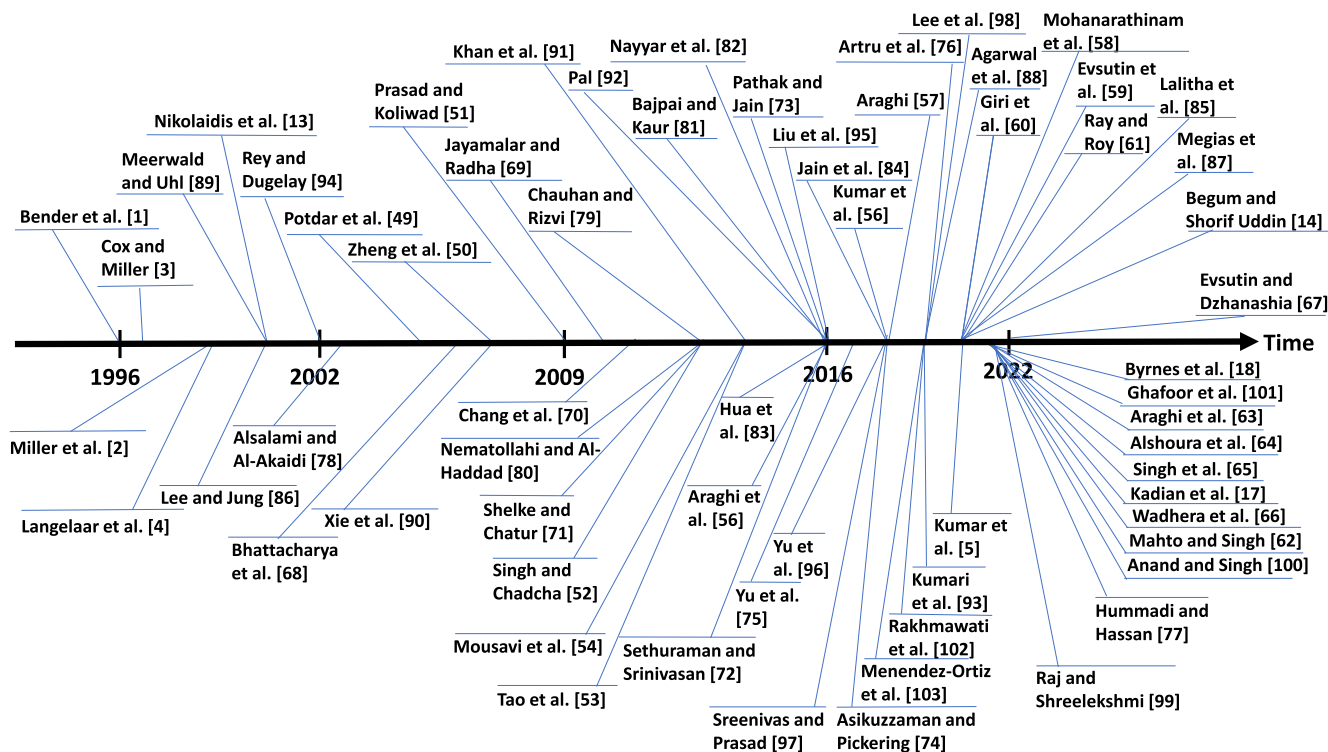 Lee et al. [98]
Mohanarathinam
et al. [58]
Khan et al. [91]
Nayyar et al. [82]
Artru et al. [76]
Agarwal
et al. [88]
Pal [92]
Pathak and
Jain [73]
Evsutin et
al. [59]
Lalitha et
al. [85]
Prasad and
Koliwad [51]
Bajpai and
Kaur [81]
Araghi [57]
Giri et
al. [60]
Ray and
Roy [61]
Nikolaidis et al. [13]
Liu et al. [95]
Megias et
al. [87]
Meerwald
and Uhl [89]
Rey and
Dugelay [94]
Jayamalar and
Radha [69]
Jain et al. [84]
Chauhan and
Rizvi [79]
Kumar et
al. [56]
Begum and
Shorif Uddin [14]
Bender et al. [1]
Potdar et al. [49]
Cox and
Miller [3]
Zheng et al. [50]
Evsutin and
Dzhanashia [67]
Time
1996
2002
2009
2016
2022
Byrnes et al. [18]
Ghafoor et al. [101]
Araghi et al. [63]
Alshoura et al. [64]
Singh et al. [65]
Kadian et al. [17]
Wadhera et al. [66]
Mahto and Singh [62]
Anand and Singh [100]
Miller et al. [2]
Alsalami and
Al-Akaidi [78]
Chang et al. [70]
Hua et
al. [83]
Nematollahi and Al-
Haddad [80]
Langelaar et al. [4]
Lee and Jung [86]
Xie et al. [90]
Shelke and
Chatur [71]
Araghi et
al. [56]
Bhattacharya
et al. [68]
Singh and
Chadcha [52]
Yu et
al. [96]
Kumar et
al. [5]
Yu et al.
[75]
Kumari
et al. [93]
Hummadi and
Hassan [77]
Mousavi et al. [54]
Sethuraman and
Srinivasan [72]
Rakhmawati
et al. [102]
Menendez-Ortiz
et al. [103]
Raj and
Shreelekshmi [99]
Tao et al. [53]
Sreenivas and
Prasad [97]
Asikuzzaman and
Pickering [74]